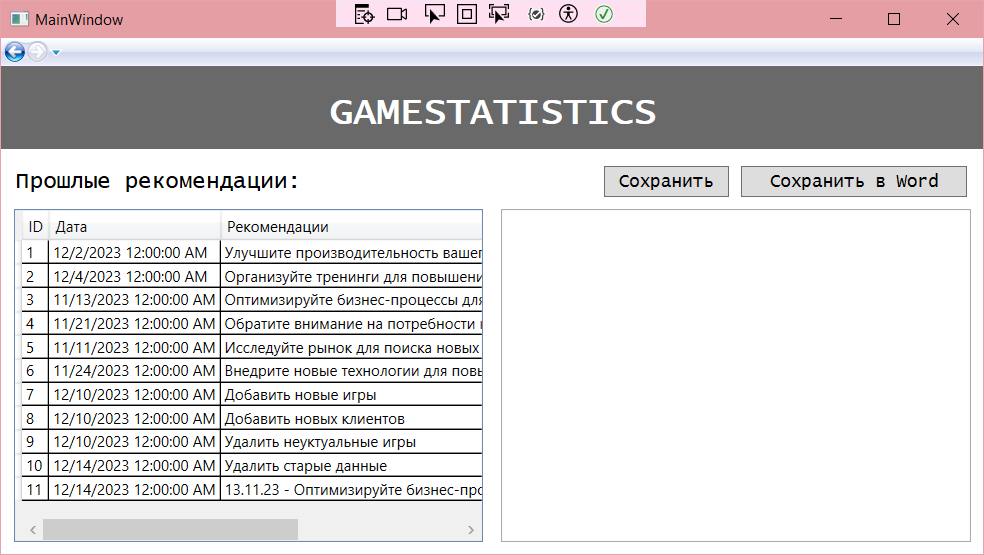 MainWindow
GAMESTATISTICS
Прошлые рекомендации:
Сохранить
Сохранить в Word
ID Дата Рекомендации
1 12/2/2023 12:00:00 AM Улучшите производительность вашег
2 12/4/2023 12:00:00 AM Организуйте тренинги для повышени
3 11/13/2023 12:00:00 AM Оптимизируйте бизнес-процессы для
4 11/21/2023 12:00:00 AM Обратите внимание на потребности
5 11/11/2023 12:00:00 AM Исследуйте рынок для поиска новых
6 11/24/2023 12:00:00 AM Внедрите новые технологии для повы
7 12/10/2023 12:00:00 AM Добавить новые игры
8 12/10/2023 12:00:00 AM Добавить новых клиентов
9 12/10/2023 12:00:00 AM Удалить неуктуальные игры
10 12/14/2023 12:00:00 AM Удалить старые данные
11 12/14/2023 12:00:00 AM 13.11.23 - Оптимизируйте бизнес-про